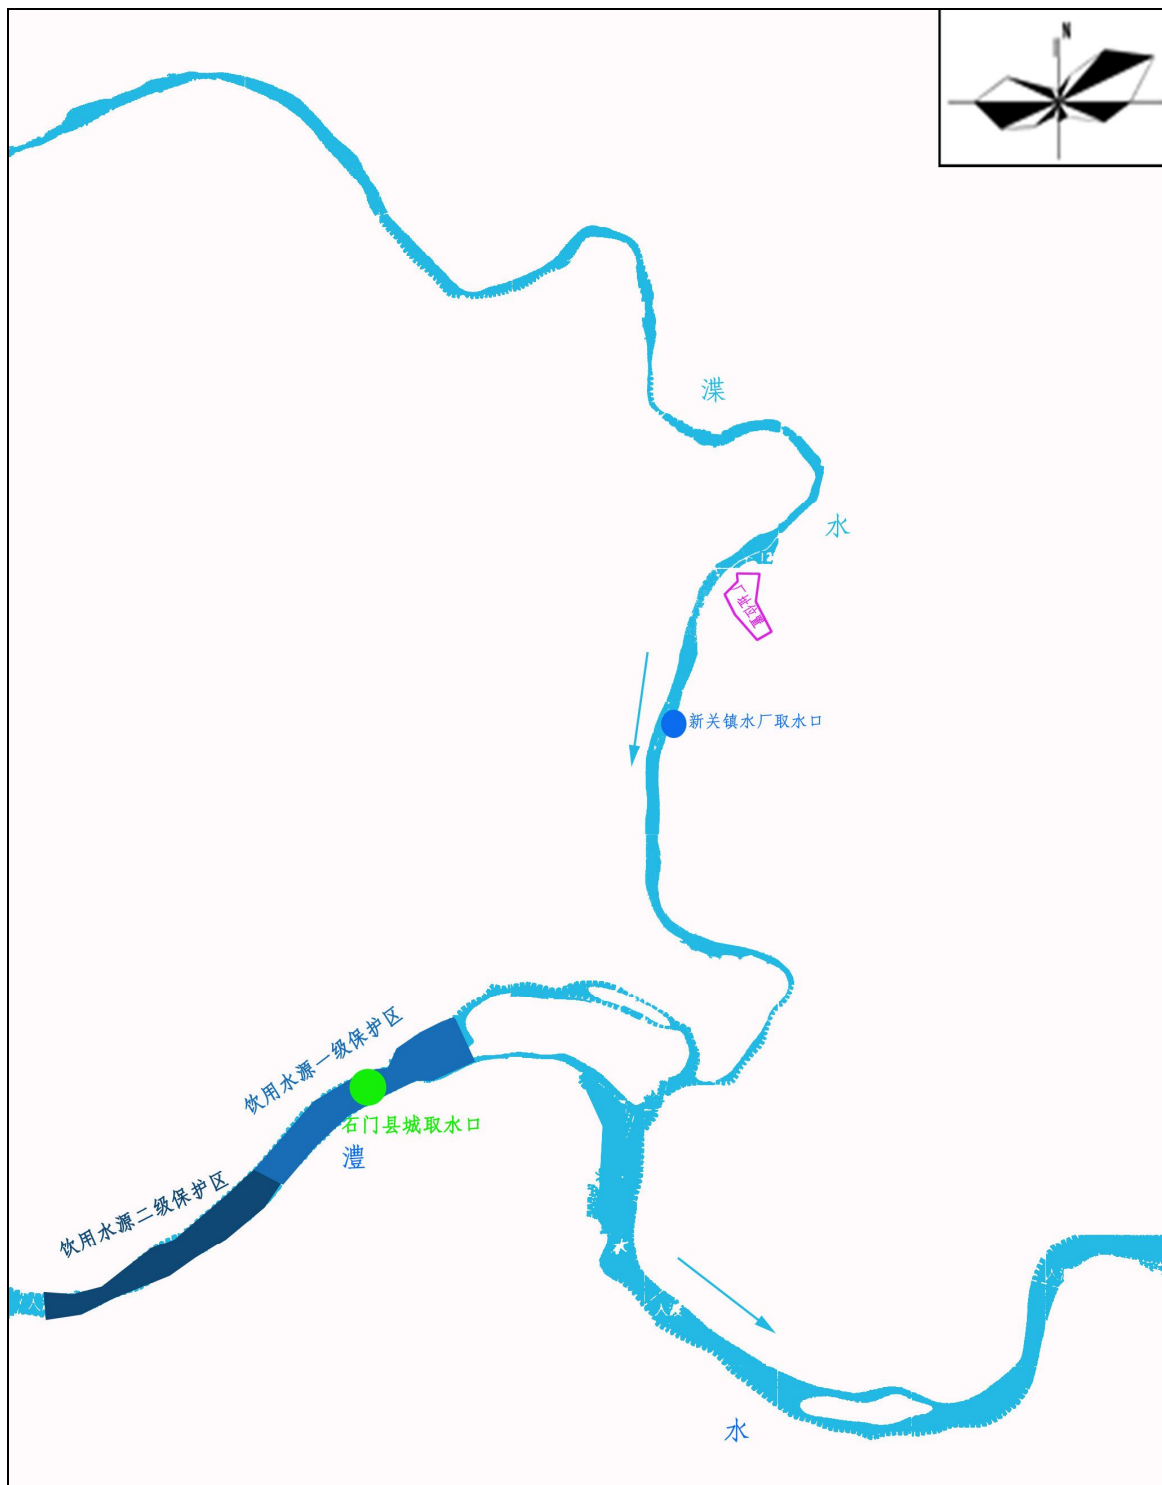 N
渫
水
厂址位置
新关镇水厂取水口
饮用水源一级保护区
石门县城取水口
澧
饮用水源二级保护区
水